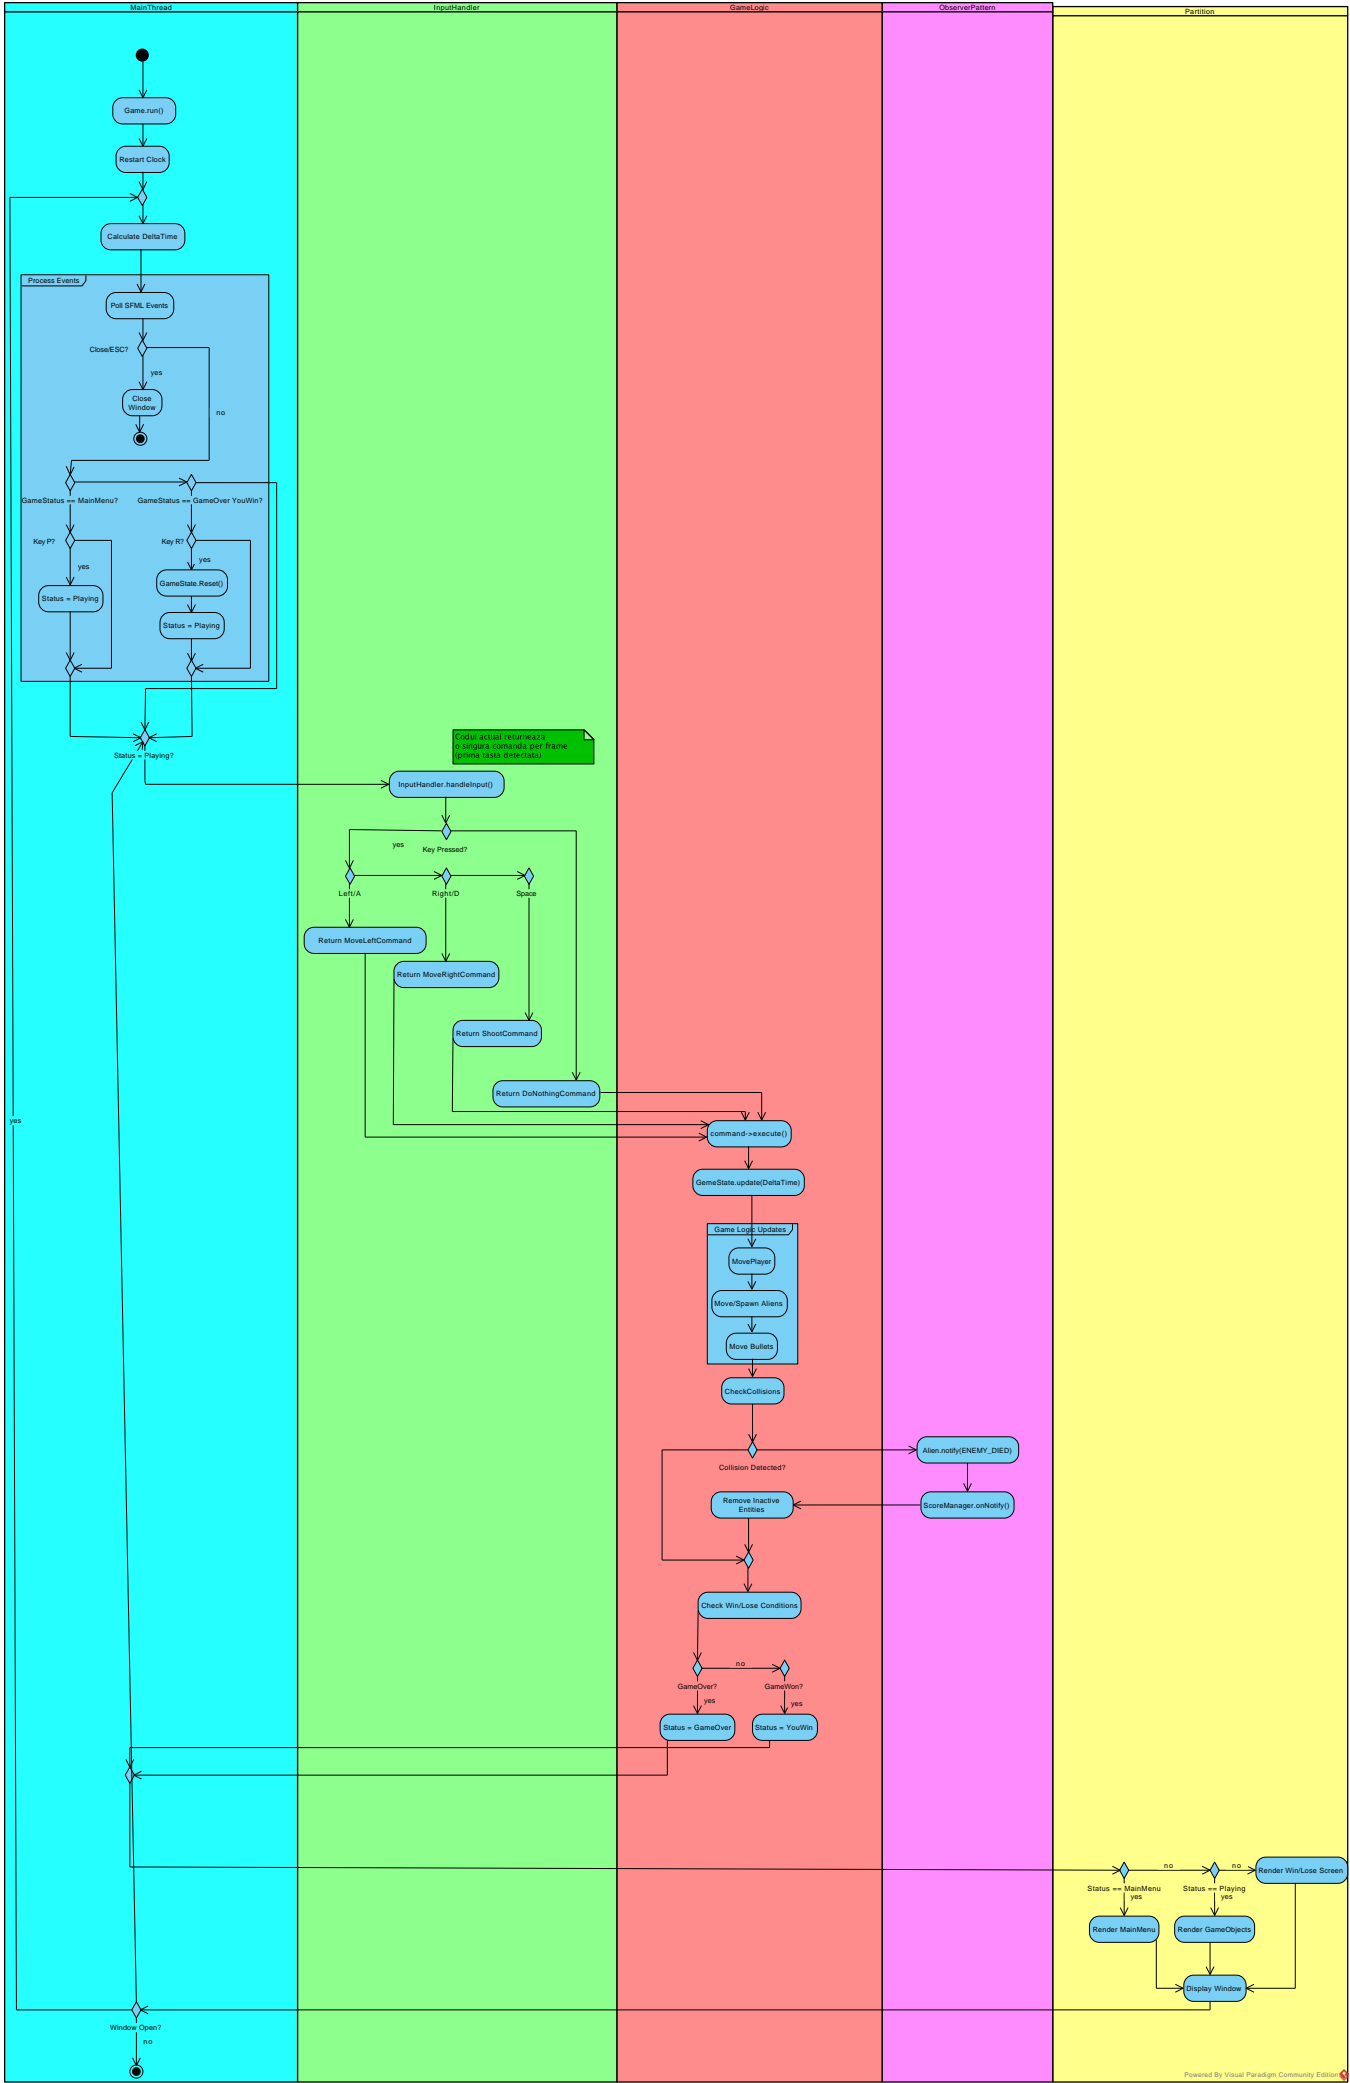 MainThread
InputHandler
GameLogic
ObserverPattern
Partition
Game.run()
Restart Clock
Calculate DeltaTime
Process Events
Poll SFML Events
Close/ESC?
yes
Close
Window
no
GameStatus == MainMenu?
GameStatus == GameOver YouWin?
Key P?
Key R?
yes
yes
GameState.Reset()
Status = Playing
Status = Playing
Status = Playing?
Codul actual returneaza
o singura comanda per frame
(prima tasta detectata)
InputHandler.handleInput()
yes
Key Pressed?
Left/A
Right/D
Space
Return MoveLeftCommand
Return MoveRightCommand
Return ShootCommand
Return DoNothingCommand
yes
command->execute()
GemeState.update(DeltaTime)
Game Logic Updates
MovePlayer
Move/Spawn Aliens
Move Bullets
CheckCollisions
Collision Detected?
Alien.notify(ENEMY_DIED)
Remove Inactive
Entities
ScoreManager.onNotify()
Check Win/Lose Conditions
no
GameOver?
GameWon?
yes
yes
Status = GameOver
Status = YouWin
no
no
Render Win/Lose Screen
Status == MainMenu
yes
Status == Playing
yes
Render MainMenu
Render GameObjects
Display Window
Window Open?
no
Powered By Visual Paradigm Community Edition